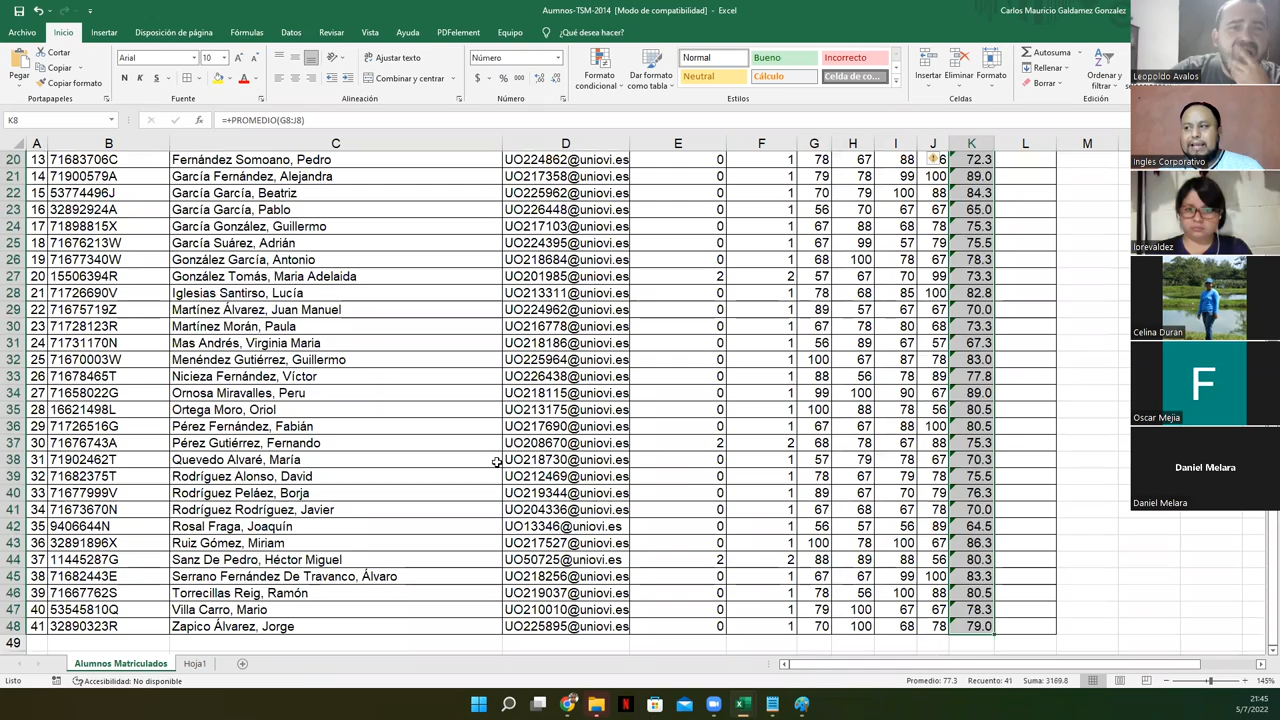 Aumnos-TSM-2014 [Modo de compatibilidad] - Excel
Carlos Mauricio Galdamez Gonzalez
Archivo Inicio Insertar Disposición de página Fórmulas Datos Revisar Vista Ayuda PDFelement Equipo ¿Qué desea hacer?
Pegar Cortar Copiar Copiar formato
Arial 10
N K S
Ajustar texto
Combinar y centrar
Número
$ % 000
Formato condicional Dar formato como tabla
Normal Bueno Incorrecto
Neutral Cálculo Celda de co...
Insertar Eliminar Formato
Autosuma Rellenar Borrar
Ordenar y filtrar
Portapapeles Fuente Alineación Número Estilos Celdas Edición
K8 fx =+PROMEDIO(G8:J8)
A B C D E F G H I J K L M
20 13 71683706C Fernández Somoano, Pedro UO224862@uniovi.es 0 1 78 67 88 6 72.3
21 14 71900579A García Fernández, Alejandra UO217358@uniovi.es 0 1 79 78 99 100 89.0
22 15 53774496J García García, Beatriz UO225962@uniovi.es 0 1 70 79 100 88 84.3
23 16 32892924A García García, Pablo UO226448@uniovi.es 0 1 56 70 67 67 65.0
24 17 71898815X García González, Guillermo UO217103@uniovi.es 0 1 67 88 68 78 75.3
25 18 71676213W García Suárez, Adrián UO224395@uniovi.es 0 1 67 99 57 79 75.5
26 19 71677340W González García, Antonio UO218684@uniovi.es 0 1 68 100 67 78 78.3
27 20 15506394R González Tomás, Maria Adelaida UO201985@uniovi.es 2 2 57 67 70 99 73.3
28 21 71726690V Iglesias Santirso, Lucía UO213311@uniovi.es 0 1 78 68 85 100 82.8
29 22 71675719Z Martínez Álvarez, Juan Manuel UO224962@uniovi.es 0 1 89 57 67 67 70.0
30 23 71728123R Martínez Morán, Paula UO216778@uniovi.es 0 1 67 78 80 68 73.3
31 24 71731170N Mas Andrés, Virginia Maria UO218186@uniovi.es 0 1 56 89 67 57 67.3
32 25 71670003W Menéndez Gutiérrez, Guillermo UO225964@uniovi.es 0 1 100 67 87 78 83.0
33 26 71678465T Nicieza Fernández, Víctor UO226438@uniovi.es 0 1 88 56 78 89 77.8
34 27 71658022G Ornosa Miravalles, Peru UO218115@uniovi.es 0 1 99 100 90 67 89.0
35 28 16621498L Ortega Moro, Oriol UO213175@uniovi.es 0 1 100 88 78 56 80.5
36 29 71726516G Pérez Fernández, Fabián UO217690@uniovi.es 0 1 67 67 88 100 80.5
37 30 71676743A Pérez Gutiérrez, Fernando UO208670@uniovi.es 2 2 68 78 67 88 75.3
38 31 71902462T Quevedo Alvaré, María UO218730@uniovi.es 0 1 57 79 78 67 70.3
39 32 71682375T Rodríguez Alonso, David UO212469@uniovi.es 0 1 78 67 78 79 75.5
40 33 71677999V Rodríguez Peláez, Borja UO219344@uniovi.es 0 1 89 67 70 79 76.3
41 34 71673670N Rodríguez Rodríguez, Javier UO204336@uniovi.es 0 1 67 68 67 78 70.0
42 35 9406644N Rosal Fraga, Joaquín UO13346@uniovi.es 0 1 56 57 56 89 64.5
43 36 32891896X Ruiz Gómez, Miriam UO217527@uniovi.es 0 1 100 78 100 67 86.3
44 37 11445287G Sanz De Pedro, Héctor Miguel UO50725@uniovi.es 2 2 88 89 88 56 80.3
45 38 71682443E Serrano Fernández De Travanco, Álvaro UO218256@uniovi.es 0 1 67 67 99 100 83.3
46 39 71667762S Torrecillas Reig, Ramón UO219037@uniovi.es 0 1 78 56 100 88 80.5
47 40 53545810Q Villa Carro, Mario UO210010@uniovi.es 0 1 79 100 67 67 78.3
48 41 32890323R Zapico Álvarez, Jorge UO225895@uniovi.es 0 1 70 100 68 78 79.0
49
Alumnos Matriculados Hoja1
Listo Accesibilidad: No disponible Promedio: 77.3 Recuento: 41 Suma: 3169.8 145%
21:45
5/7/2022
Leopoldo Avalos
Ingles Corporativo
lorevaldez
Celina Duran
F
Oscar Mejia
Daniel Melara
Daniel Melara